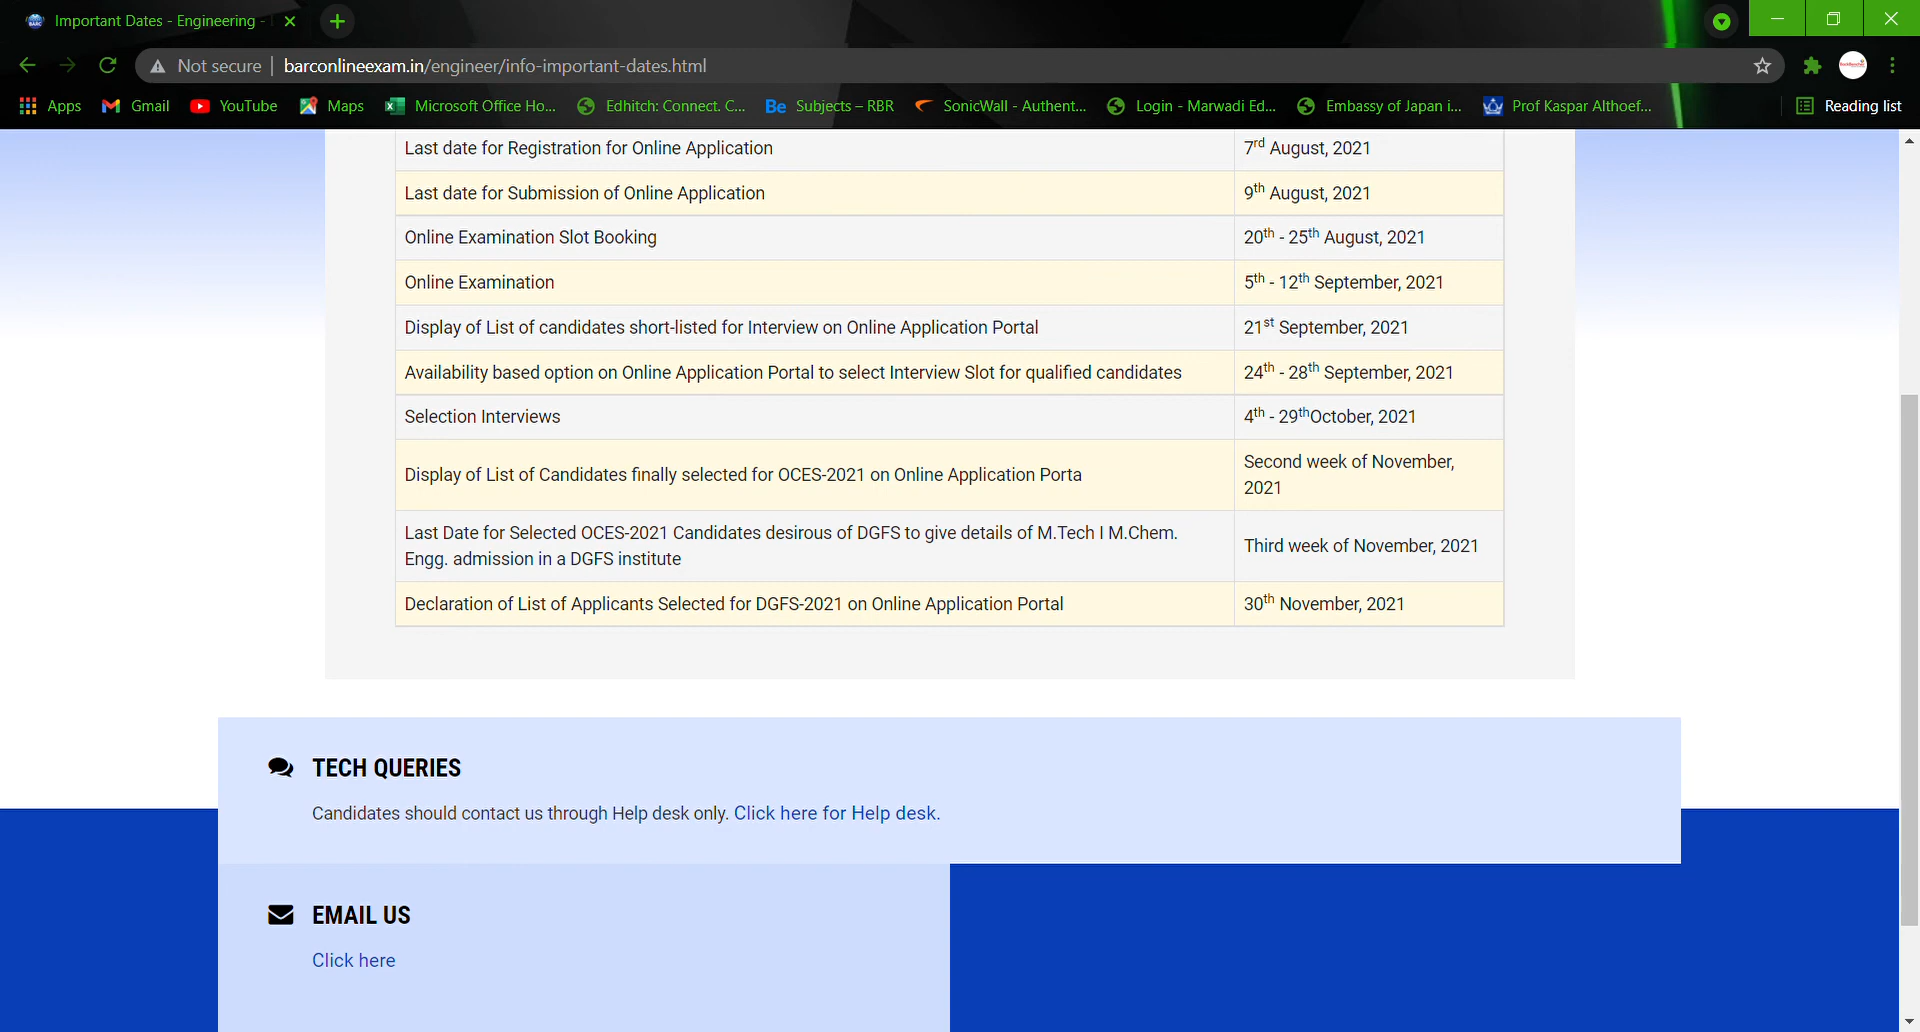 Important Dates - Engineering -
Not secure | barconlineexam.in/engineer/info-important-dates.html
Apps Gmail YouTube Maps Microsoft Office Ho... Edhitch: Connect. C... Be Subjects – RBR SonicWall - Authent... Login - Marwadi Ed... Embassy of Japan i... Prof Kaspar Althoef... Reading list
Last date for Registration for Online Application 7rd August, 2021
Last date for Submission of Online Application 9th August, 2021
Online Examination Slot Booking 20th - 25th August, 2021
Online Examination 5th - 12th September, 2021
Display of List of candidates short-listed for Interview on Online Application Portal 21st September, 2021
Availability based option on Online Application Portal to select Interview Slot for qualified candidates 24th - 28th September, 2021
Selection Interviews 4th - 29thOctober, 2021
Display of List of Candidates finally selected for OCES-2021 on Online Application Porta Second week of November,
2021
Last Date for Selected OCES-2021 Candidates desirous of DGFS to give details of M.Tech I M.Chem.
Engg. admission in a DGFS institute Third week of November, 2021
Declaration of List of Applicants Selected for DGFS-2021 on Online Application Portal 30th November, 2021
TECH QUERIES
Candidates should contact us through Help desk only. Click here for Help desk.
EMAIL US
Click here